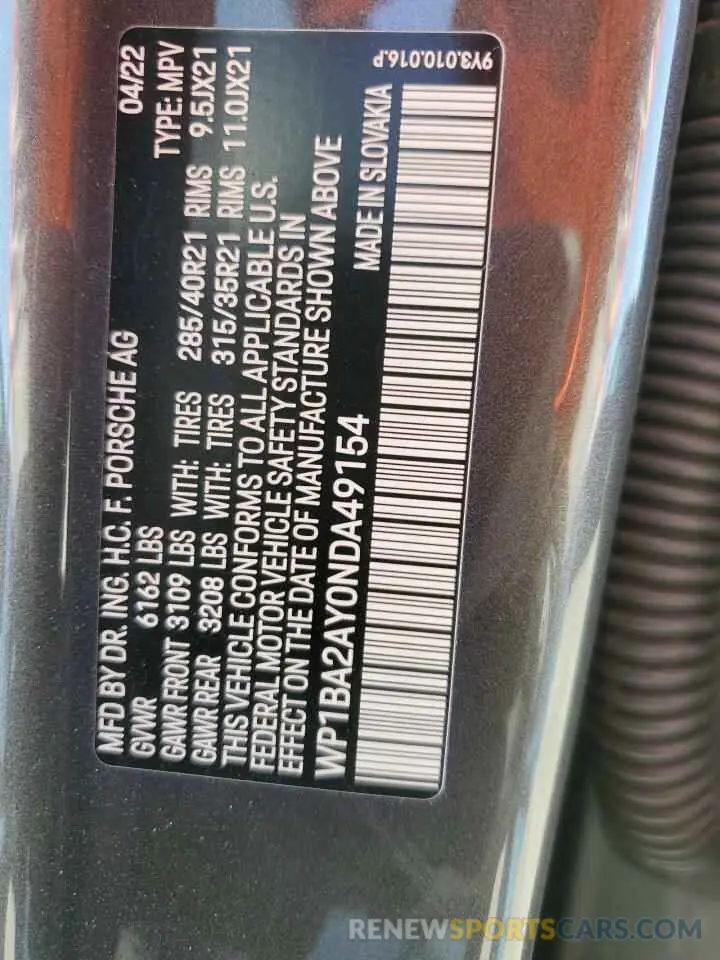 MFD BY DR. ING. H.C. F. PORSCHE AG 04/22
GVWR 6162 LBS TYPE: MPV
GAWR FRONT 3109 LBS WITH: TIRES 285/40R21 RIMS 9.5JX21
GAWR REAR 3208 LBS WITH: TIRES 315/35R21 RIMS 11.0JX21
THIS VEHICLE CONFORMS TO ALL APPLICABLE U.S.
FEDERAL MOTOR VEHICLE SAFETY STANDARDS IN
EFFECT ON THE DATE OF MANUFACTURE SHOWN ABOVE
WP1BA2AY0NDA49154 MADE IN SLOVAKIA
9Y3.010.016.P
RENEWSPORTSCARS.COM